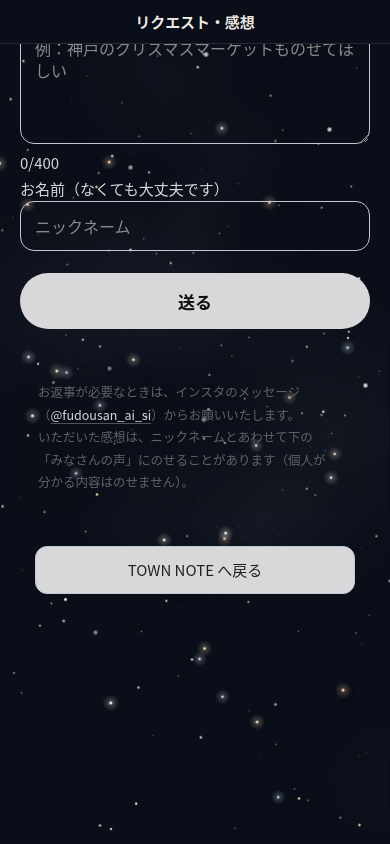 リクエスト・感想
例：神戸のクリスマスマーケットものせてほ
しい
0/400
お名前（なくても大丈夫です）
ニックネーム
送る
お返事が必要なときは、インスタのメッセージ
（@fudousan_ai_si）からお願いいたします。
いただいた感想は、ニックネームとあわせて下の
「みなさんの声」にのせることがあります（個人が
分かる内容はのせません）。
TOWN NOTE へ戻る